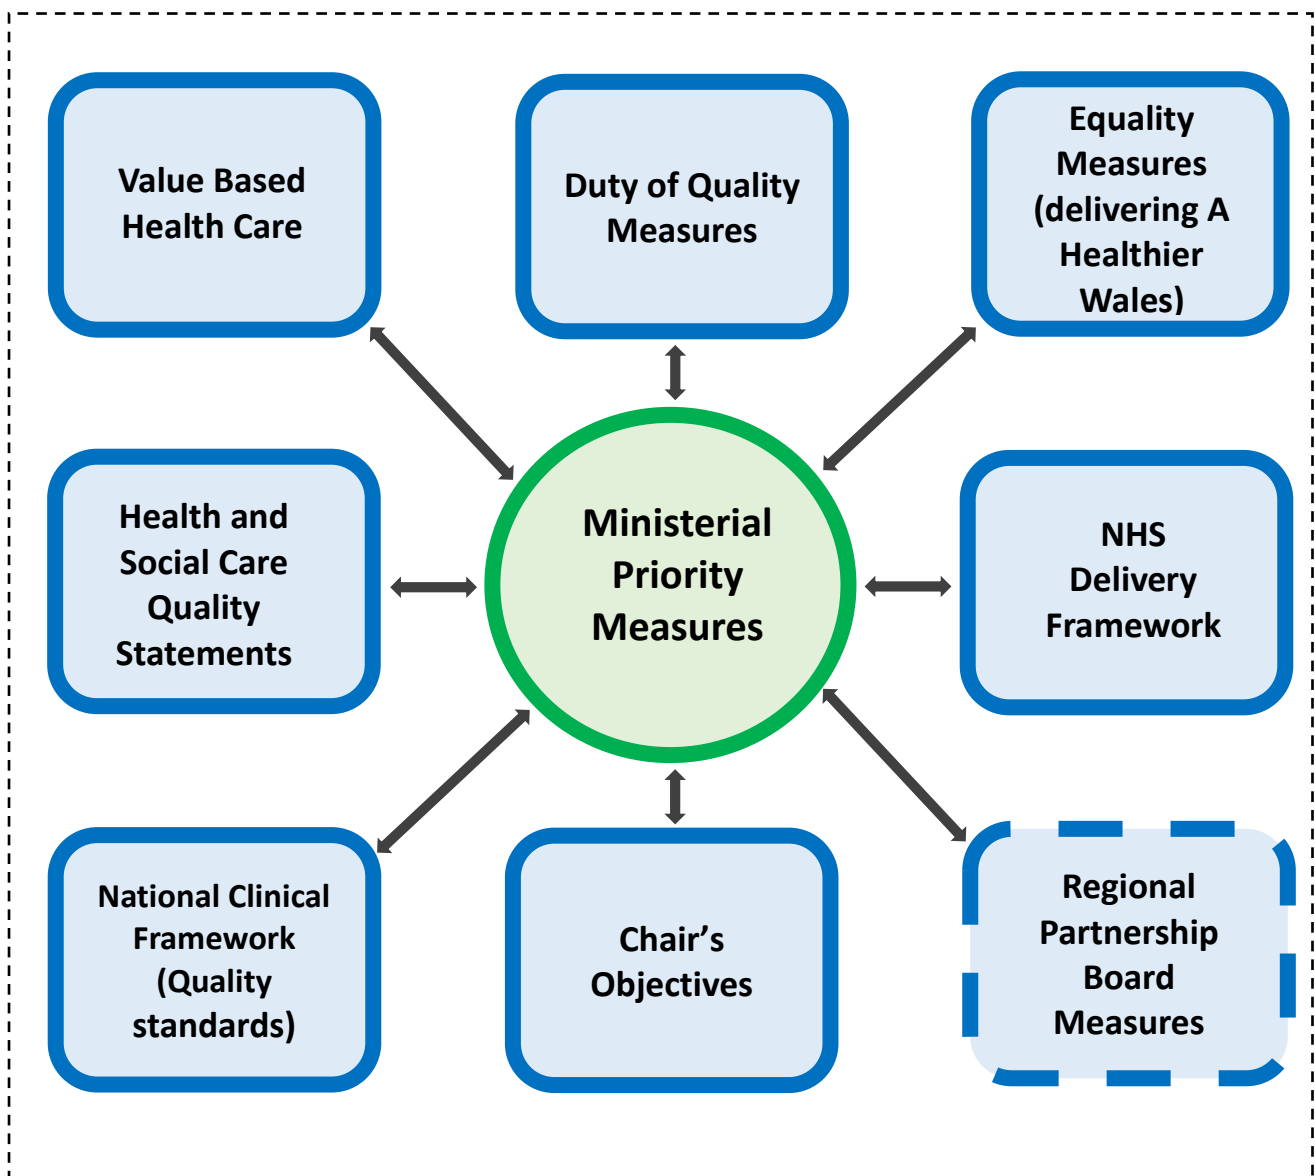 Value Based
Health Care
Duty of Quality
Measures
Equality
Measures
(delivering A
Healthier
Wales)
Health and
Social Care
Quality
Statements
Ministerial
Priority
Measures
NHS
Delivery
Framework
National Clinical
Framework
(Quality
standards)
Chair’s
Objectives
Regional
Partnership
Board
Measures